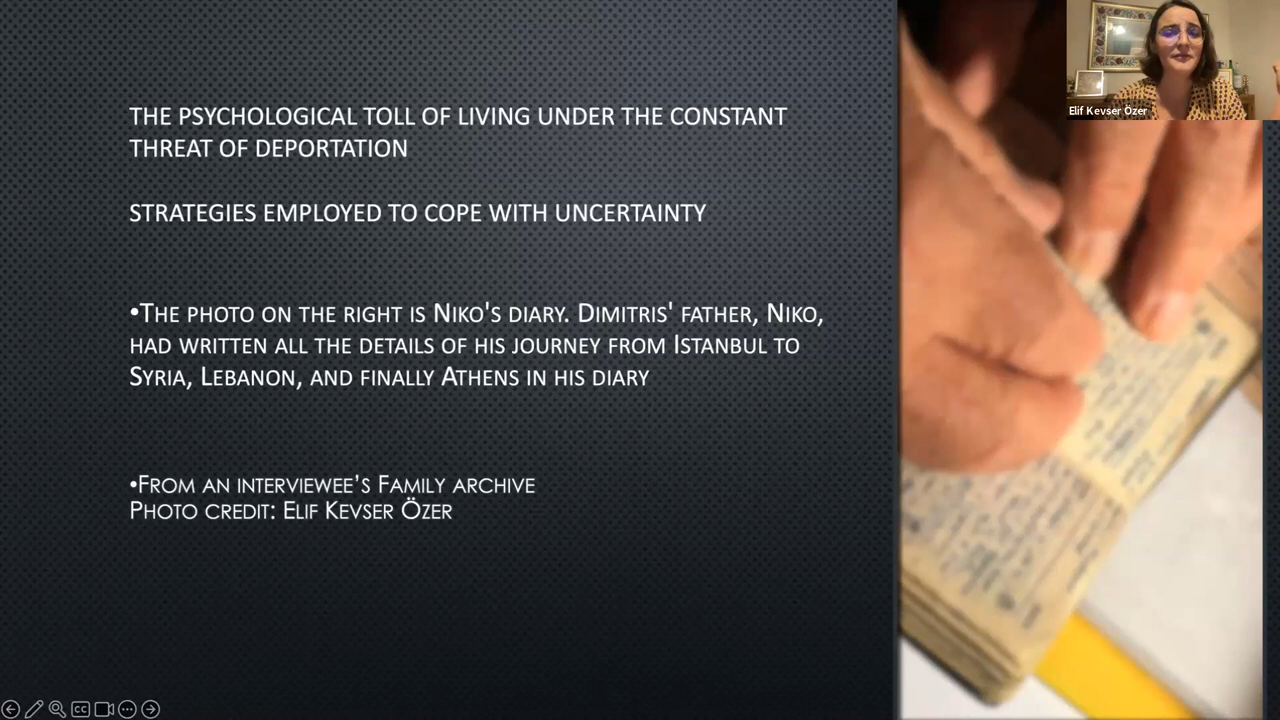 THE PSYCHOLOGICAL TOLL OF LIVING UNDER THE CONSTANT
THREAT OF DEPORTATION
STRATEGIES EMPLOYED TO COPE WITH UNCERTAINTY
•THE PHOTO ON THE RIGHT IS NIKO'S DIARY. DIMITRIS' FATHER, NIKO,
HAD WRITTEN ALL THE DETAILS OF HIS JOURNEY FROM ISTANBUL TO
SYRIA, LEBANON, AND FINALLY ATHENS IN HIS DIARY
•FROM AN INTERVIEWEE’S FAMILY ARCHIVE
PHOTO CREDIT: ELIF KEVSER ÖZER
Elif Kevser Özer
CC